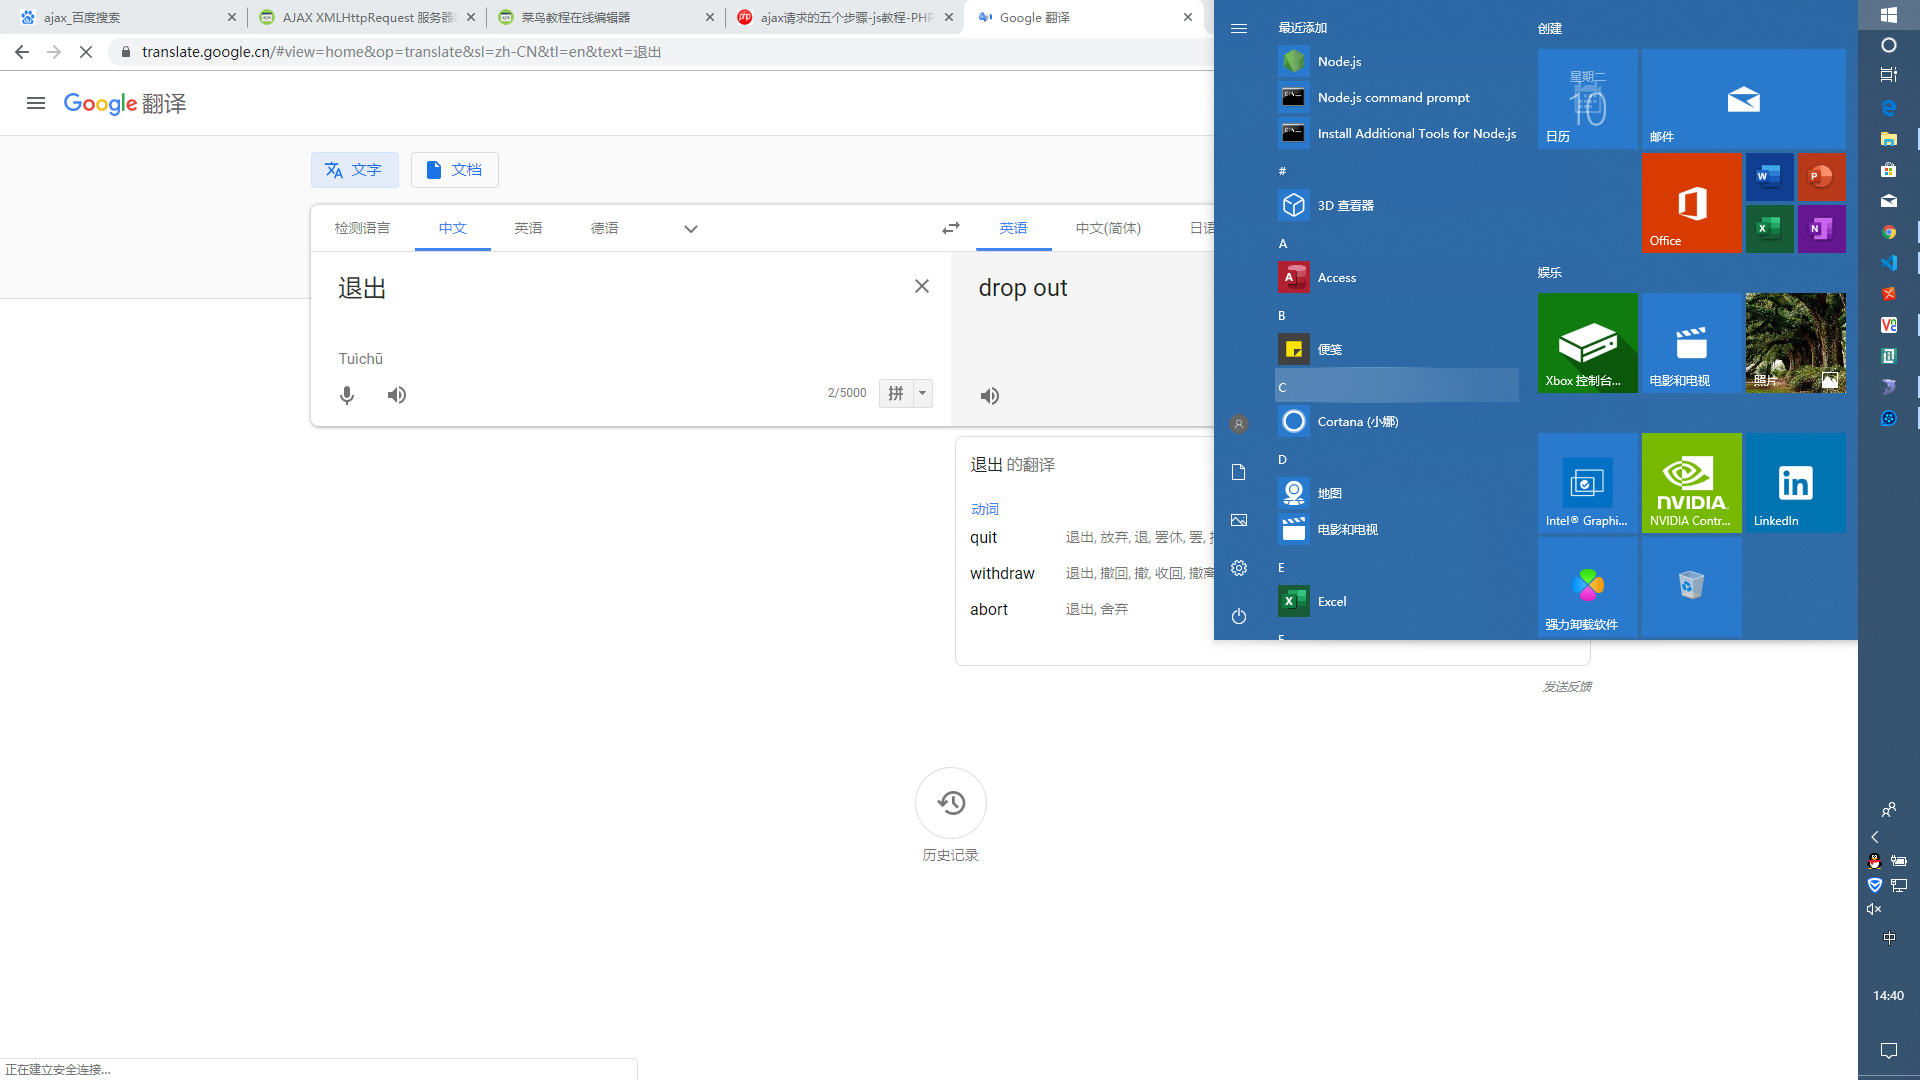 ajax_百度搜索
AJAX XMLHttpRequest 服务器
菜鸟教程在线编辑器
ajax请求的五个步骤-js教程-PHP
Google 翻译
translate.google.cn/#view=home&op=translate&sl=zh-CN&tl=en&text=退出
Google 翻译
文字
文档
检测语言
中文
英语
德语
英语
中文(简体)
日语
退出
drop out
Tuìchū
2/5000
拼
退出 的翻译
动词
quit
退出, 放弃, 退, 罢休, 罢,
withdraw
退出, 撤回, 撤, 收回, 撤离
abort
退出, 舍弃
发送反馈
历史记录
正在建立安全连接...
最近添加
Node.js
Node.js command prompt
Install Additional Tools for Node.js
#
3D 查看器
A
Access
B
便笺
C
Cortana (小娜)
D
地图
电影和电视
E
Excel
创建
星期二
10
日历
邮件
Office
娱乐
Xbox 控制台...
电影和电视
照片
Intel® Graphi...
NVIDIA
NVIDIA Contr...
LinkedIn
强力卸载软件
中
14:40